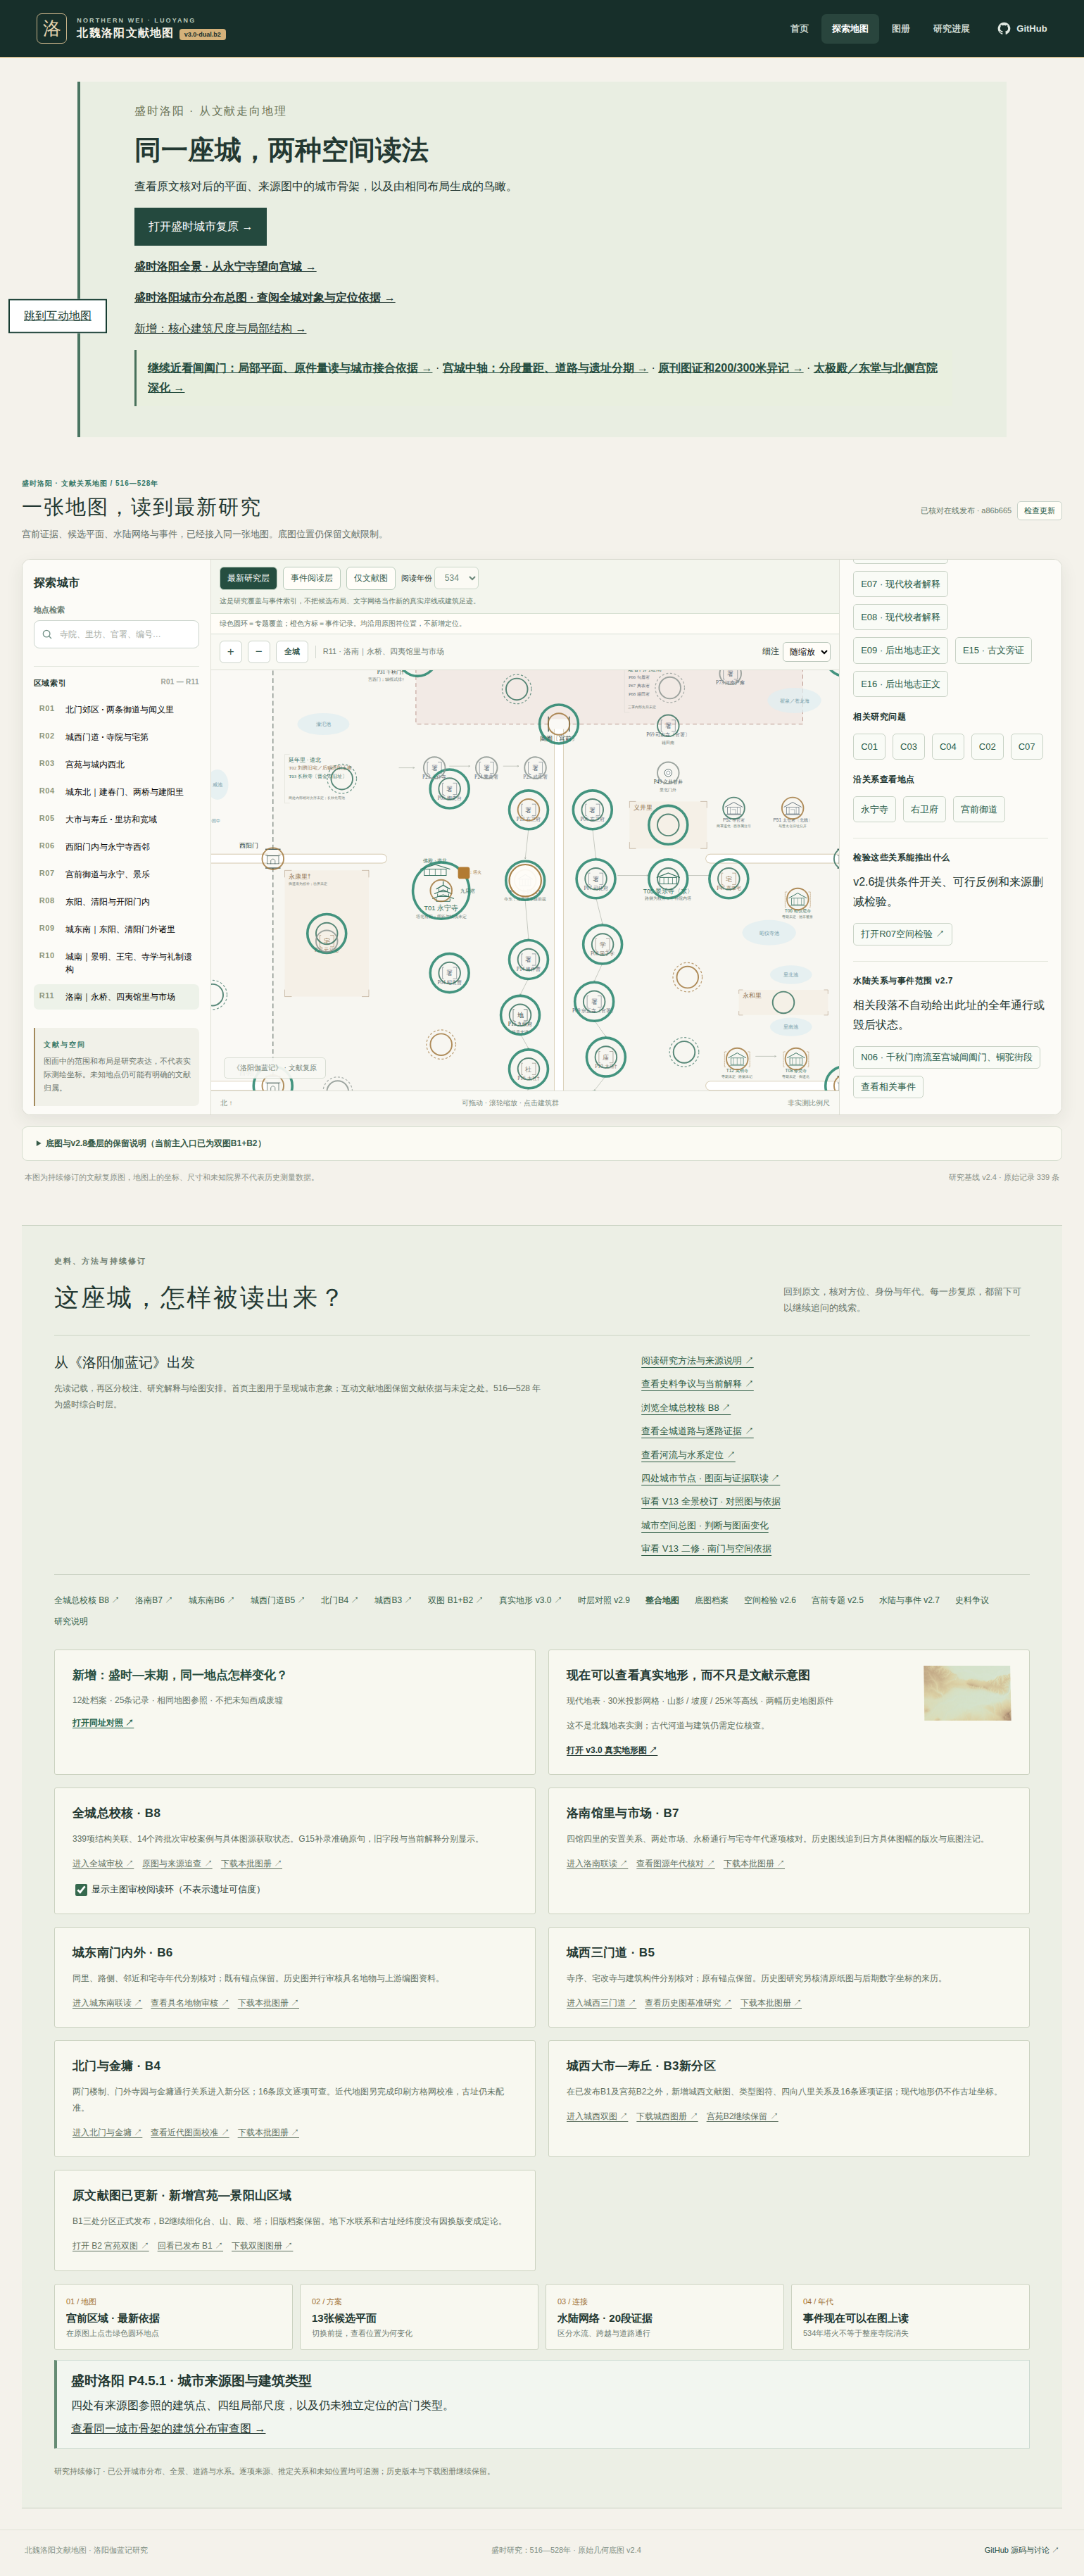 洛
NORTHERN WEI · LUOYANG
北魏洛阳文献地图 v3.0-dual.b2
首页 探索地图 图册 研究进展 GitHub
盛时洛阳 · 从文献走向地理
同一座城，两种空间读法
查看原文核对后的平面、来源图中的城市骨架，以及由相同布局生成的鸟瞰。
打开盛时城市复原 →
盛时洛阳全景 · 从永宁寺望向宫城 →
盛时洛阳城市分布总图 · 查阅全城对象与定位依据 →
跳到互动地图
新增：核心建筑尺度与局部结构 →
继续近看阊阖门：局部平面、原件量读与城市接合依据 → · 宫城中轴：分段量距、道路与遗址分期 → · 原刊图证和200/300米异记 → · 太极殿／东堂与北侧宫院
深化 →
盛时洛阳 · 文献关系地图 / 516—528年
一张地图，读到最新研究
宫前证据、候选平面、水陆网络与事件，已经接入同一张地图、底图位置仍保留文献限制。
已核对在线发布 · a86b665 检查更新
探索城市
地点检索
寺院、里坊、官署、编号…
区域索引 R01 — R11
R01 北门郊区 · 两条御道与闻义里
R02 城西门道 · 寺院与宅第
R03 宫苑与城内西北
R04 城东北｜建春门、两桥与建阳里
R05 大市与寿丘 · 里坊和宽域
R06 西阳门内与永宁寺西邻
R07 宫前御道与永宁、景乐
R08 东阳、清阳与开阳门内
R09 城东南｜东阳、清阳门外诸里
R10 城南｜景明、王宅、寺学与礼制遗
构
R11 洛南｜永桥、四夷馆里与市场
文献与空间
图面中的范围和布局是研究表达，不代表实
际测绘坐标。未知地点仍可能有明确的文献
归属。
最新研究层 事件阅读层 仅文献图 阅读年份 534
这是研究覆盖与事件索引，不把候选布局、文字网络当作新的真实岸线或建筑足迹。
绿色圆环＝专题覆盖；橙色方标＝事件记录。均沿用原图符位置，不新增定位。
+ − 全城 R11 · 洛南｜永桥、四夷馆里与市场 细注 随缩放
延年里 · 道北
西阳门
义井里
永康里?
T01 永宁寺
永和里
《洛阳伽蓝记》 · 文献复原
北 ↑ 可拖动 · 滚轮缩放 · 点击建筑群 非实测比例尺
E07 · 现代校者解释
E08 · 现代校者解释
E09 · 后出地志正文 E15 · 古文旁证
E16 · 后出地志正文
相关研究问题
C01 C03 C04 C02 C07
沿关系查看地点
永宁寺 右卫府 宫前御道
检验这些关系能推出什么
v2.6提供条件开关、可行反例和来源删
减检验。
打开R07空间检验 ↗
水陆关系与事件范围 v2.7
相关段落不自动给出此址的全年通行或
毁后状态。
N06 · 千秋门南流至宫城阊阖门、铜驼街段
查看相关事件
底图与v2.8叠层的保留说明（当前主入口已为双图B1+B2）
本图为持续修订的文献复原图，地图上的坐标、尺寸和未知院界不代表历史测量数据。
研究基线 v2.4 · 原始记录 339 条
史料、方法与持续修订
这座城，怎样被读出来？
回到原文，核对方位、身份与年代。每一步复原，都留下可
以继续追问的线索。
从《洛阳伽蓝记》出发
先读记载，再区分校注、研究解释与绘图安排。首页主图用于呈现城市意象；互动文献地图保留文献依据与未定之处。516—528 年
为盛时综合时层。
阅读研究方法与来源说明 ↗
查看史料争议与当前解释 ↗
浏览全城总校核 B8 ↗
查看全城道路与逐路证据 ↗
查看河流与水系定位 ↗
四处城市节点 · 图面与证据联读 ↗
审看 V13 全景校订 · 对照图与依据
城市空间总图 · 判断与图面变化
审看 V13 二修 · 南门与空间依据
全城总校核 B8 ↗ 洛南B7 ↗ 城东南B6 ↗ 城西门道B5 ↗ 北门B4 ↗ 城西B3 ↗ 双图 B1+B2 ↗ 真实地形 v3.0 ↗ 时层对照 v2.9 整合地图 底图档案 空间检验 v2.6 宫前专题 v2.5 水陆与事件 v2.7 史料争议
研究说明
新增：盛时—末期，同一地点怎样变化？
12处档案 · 25条记录 · 相同地图参照 · 不把未知画成废墟
打开同址对照 ↗
现在可以查看真实地形，而不只是文献示意图
现代地表 · 30米投影网格 · 山影 / 坡度 / 25米等高线 · 两幅历史地图原件
这不是北魏地表实测；古代河道与建筑仍需定位核查。
打开 v3.0 真实地形图 ↗
全城总校核 · B8
339项结构关联、14个跨批次审校案例与具体图源获取状态。G15补录准确原句，旧字段与当前解释分别显示。
进入全城审校 ↗ 原图与来源追查 ↗ 下载本批图册 ↗
显示主图审校阅读环（不表示遗址可信度）
洛南馆里与市场 · B7
四馆四里的安置关系、两处市场、永桥通行与宅寺年代逐项核对。历史图线追到日方具体图幅的版次与底图注记。
进入洛南联读 ↗ 查看图源年代核对 ↗ 下载本批图册 ↗
城东南门内外 · B6
同里、路侧、邻近和宅寺年代分别核对；既有锚点保留。历史图并行审核具名地物与上游编图资料。
进入城东南联读 ↗ 查看具名地物审核 ↗ 下载本批图册 ↗
城西三门道 · B5
寺序、宅改寺与建筑构件分别核对；原有锚点保留。历史图研究另核清原纸图与后期数字坐标的来历。
进入城西三门道 ↗ 查看历史图基准研究 ↗ 下载本批图册 ↗
北门与金墉 · B4
两门楼制、门外寺园与金墉通行关系进入新分区；16条原文逐项可查。近代地图另完成印刷方格网校准，古址仍未配
准。
进入北门与金墉 ↗ 查看近代图面校准 ↗ 下载本批图册 ↗
城西大市—寿丘 · B3新分区
在已发布B1及宫苑B2之外，新增城西文献图、类型图符、四向八里关系及16条逐项证据；现代地形仍不作古址坐标。
进入城西双图 ↗ 下载城西图册 ↗ 宫苑B2继续保留 ↗
原文献图已更新 · 新增宫苑—景阳山区域
B1三处分区正式发布，B2继续细化台、山、殿、塔；旧版档案保留。地下水联系和古址经纬度没有因换版变成定论。
打开 B2 宫苑双图 ↗ 回看已发布 B1 ↗ 下载双图图册 ↗
01 / 地图
宫前区域 · 最新依据
在原图上点击绿色圆环地点
02 / 方案
13张候选平面
切换前提，查看位置为何变化
03 / 连接
水陆网络 · 20段证据
区分水流、跨越与道路通行
04 / 年代
事件现在可以在图上读
534年塔火不等于整座寺院消失
盛时洛阳 P4.5.1 · 城市来源图与建筑类型
四处有来源图参照的建筑点、四组局部尺度，以及仍未独立定位的宫门类型。
查看同一城市骨架的建筑分布审查图 →
研究持续修订 · 已公开城市分布、全景、道路与水系。逐项来源、推定关系和未知位置均可追溯；历史版本与下载图册继续保留。
北魏洛阳文献地图 · 洛阳伽蓝记研究
盛时研究：516—528年 · 原始几何底图 v2.4
GitHub 源码与讨论 ↗